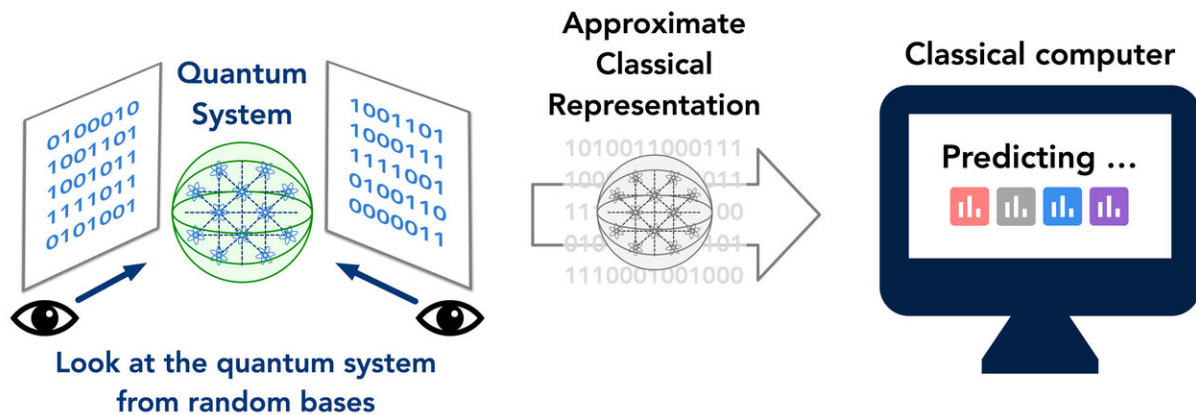 0100010
1001101
1001011
1111011
0101001
Quantum
System
1001101
1000111
1111001
0100110
0000011
Look at the quantum system
from random bases
Approximate
Classical
Representation
1010011000111
1110001001000
Classical computer
Predicting ...